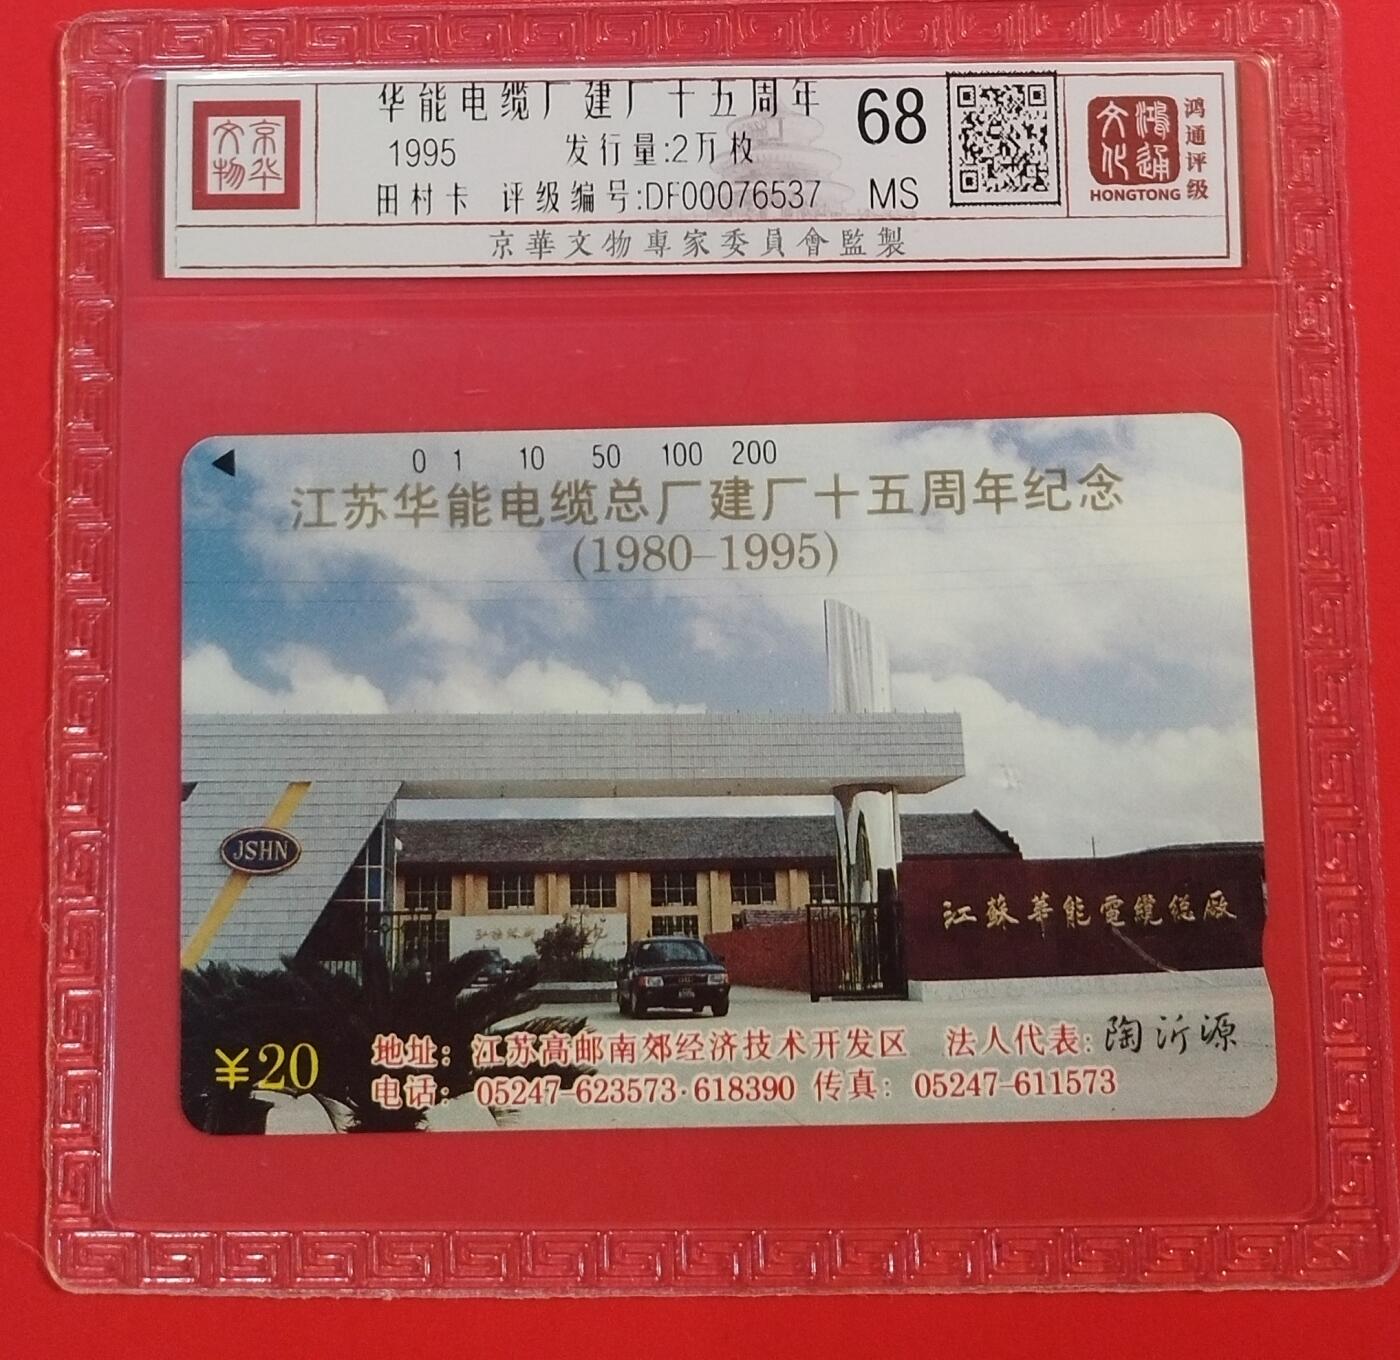 华能电缆厂建厂十五周年
1995 发行量:2万枚
田村卡 评级编号:DF00076537
68
MS
京华文物
鸿通文化
HONGTONG
鸿通评级
京華文物專家委員會監製
0 1 10 50 100 200
江苏华能电缆总厂建厂十五周年纪念
(1980-1995)
JSHN
江蘇華能電纜總廠
¥20
地址：江苏高邮南郊经济技术开发区 法人代表:陶沂源
电话：05247-623573·618390 传真：05247-611573